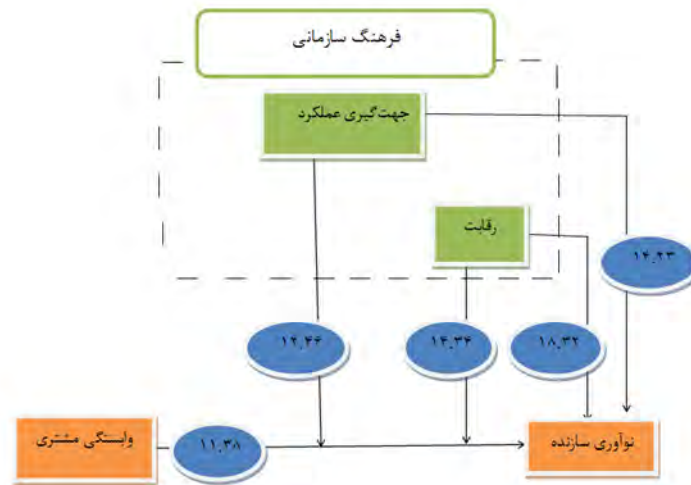 فرهنگ سازمانی
جهت‌گیری عملکرد
رقابت
۱۴.۲۳
۱۲.۴۶
۱۴.۳۴
۱۸.۳۲
وابستگی مشتری
۱۱.۳۸
نوآوری سازنده